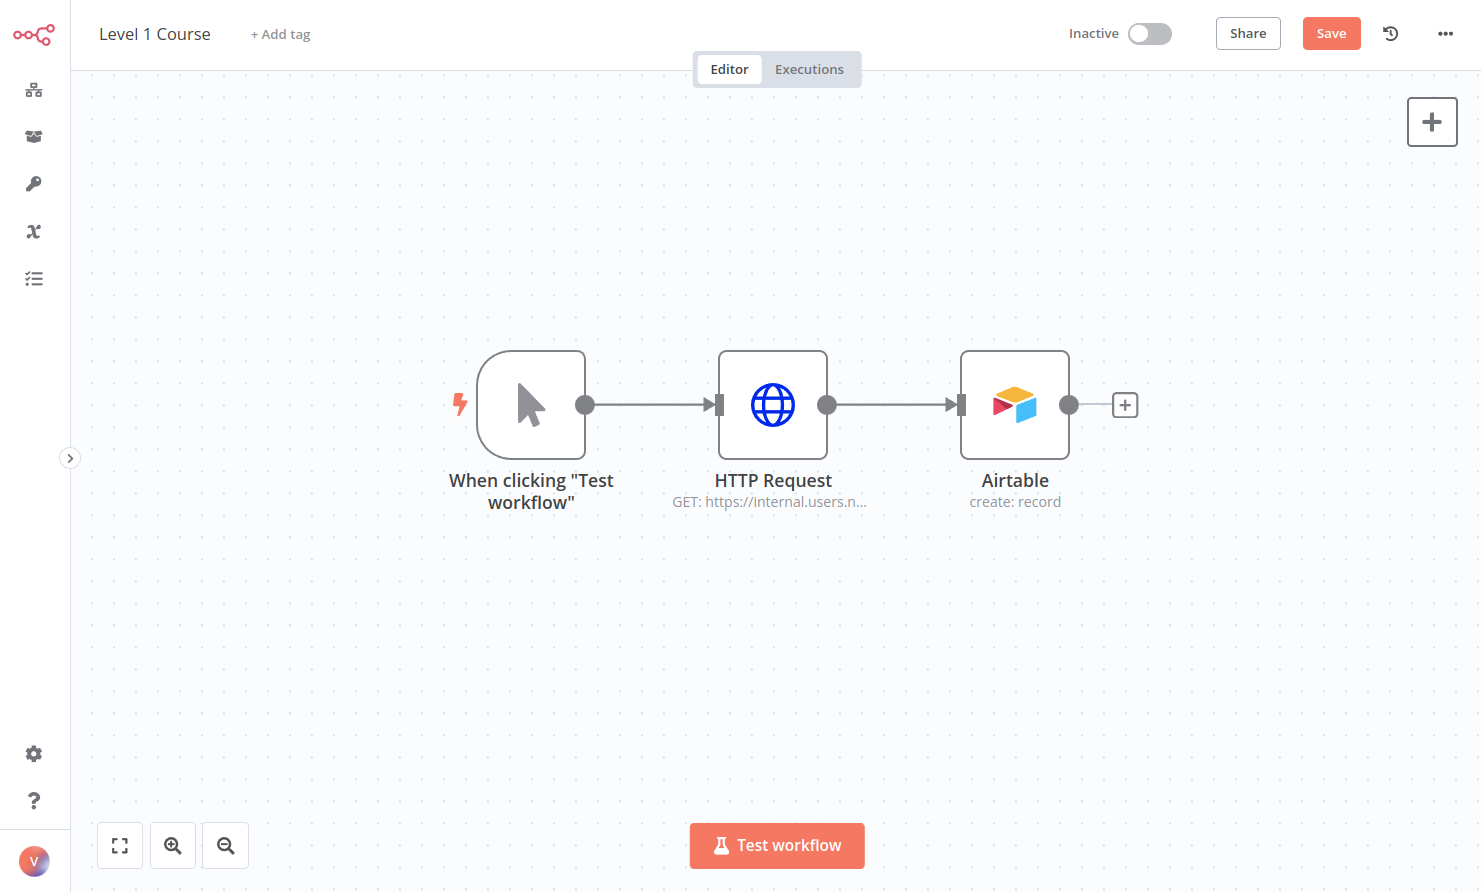 Level 1 Course
+ Add tag
Inactive
Share
Save
Editor
Executions
When clicking "Test
workflow"
HTTP Request
GET: https://internal.users.n...
Airtable
create: record
?
V
Test workflow